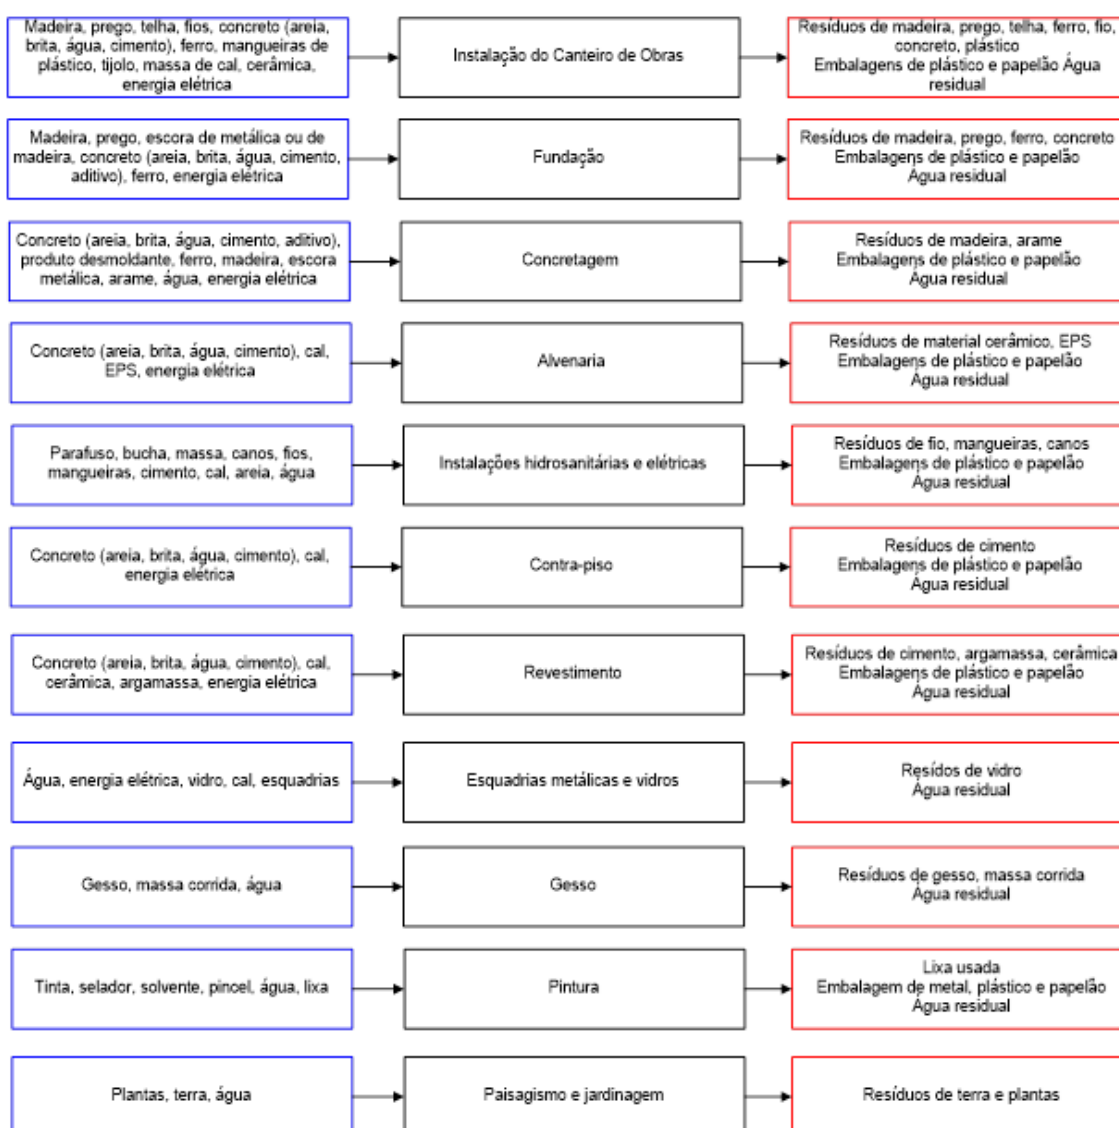 Madeira, prego, telha, fios, concreto (areia,
brita, água, cimento), ferro, mangueiras de
plástico, tijolo, massa de cal, cerâmica,
energia elétrica
Instalação do Canteiro de Obras
Resíduos de madeira, prego, telha, ferro, fio,
concreto, plástico
Embalagens de plástico e papelão Água
residual
Madeira, prego, escora de metálica ou de
madeira, concreto (areia, brita, água, cimento,
aditivo), ferro, energia elétrica
Fundação
Resíduos de madeira, prego, ferro, concreto
Embalagens de plástico e papelão
Água residual
Concreto (areia, brita, água, cimento, aditivo),
produto desmoldante, ferro, madeira, escora
metálica, arame, água, energia elétrica
Concretagem
Resíduos de madeira, arame
Embalagens de plástico e papelão
Água residual
Concreto (areia, brita, água, cimento), cal,
EPS, energia elétrica
Alvenaria
Resíduos de material cerâmico, EPS
Embalagens de plástico e papelão
Água residual
Parafuso, bucha, massa, canos, fios,
mangueiras, cimento, cal, areia, água
Instalações hidrosanitárias e elétricas
Resíduos de fio, mangueiras, canos
Embalagens de plástico e papelão
Água residual
Concreto (areia, brita, água, cimento), cal,
energia elétrica
Contra-piso
Resíduos de cimento
Embalagens de plástico e papelão
Água residual
Concreto (areia, brita, água, cimento), cal,
cerâmica, argamassa, energia elétrica
Revestimento
Resíduos de cimento, argamassa, cerâmica
Embalagens de plástico e papelão
Água residual
Água, energia elétrica, vidro, cal, esquadrias
Esquadrias metálicas e vidros
Resídos de vidro
Água residual
Gesso, massa corrida, água
Gesso
Resíduos de gesso, massa corrida
Água residual
Tinta, selador, solvente, pincel, água, lixa
Pintura
Lixa usada
Embalagem de metal, plástico e papelão
Água residual
Plantas, terra, água
Paisagismo e jardinagem
Resíduos de terra e plantas